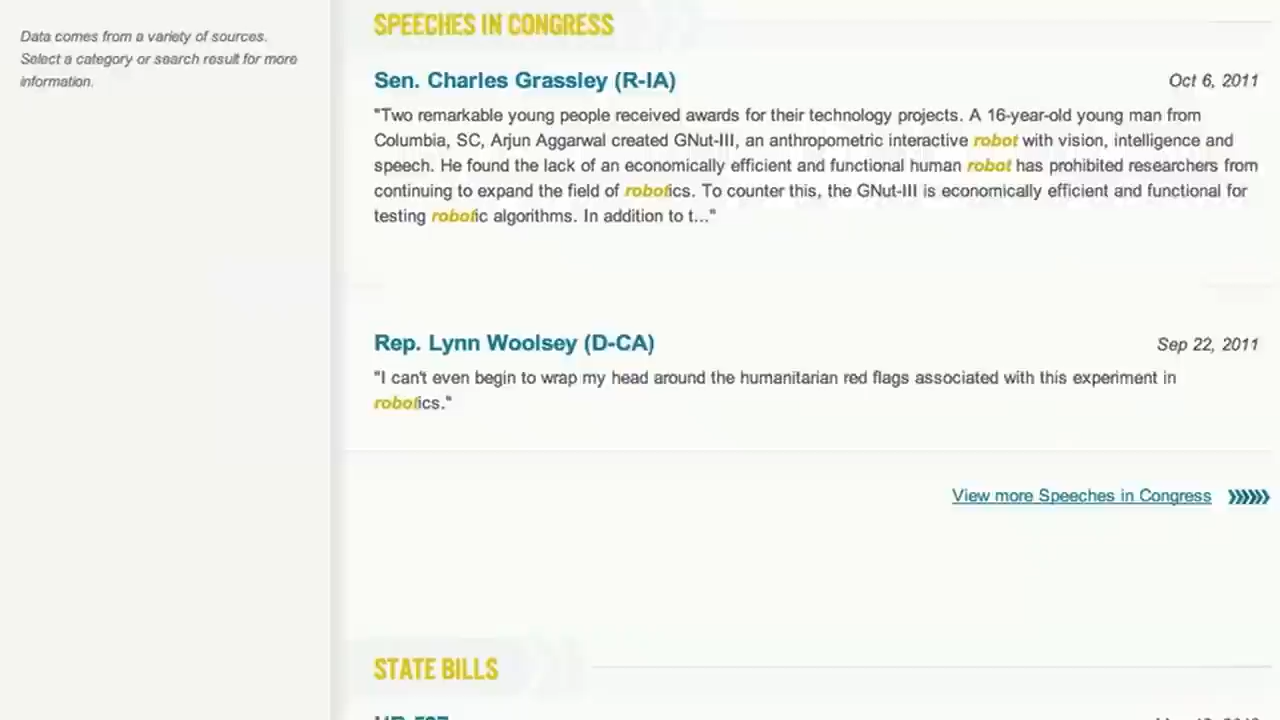 Data comes from a variety of sources.
Select a category or search result for more
information.
SPEECHES IN CONGRESS
Sen. Charles Grassley (R-IA)
Oct 6, 2011
"Two remarkable young people received awards for their technology projects. A 16-year-old young man from
Columbia, SC, Arjun Aggarwal created GNut-III, an anthropometric interactive robot with vision, intelligence and
speech. He found the lack of an economically efficient and functional human robot has prohibited researchers from
continuing to expand the field of robotics. To counter this, the GNut-III is economically efficient and functional for
testing robotic algorithms. In addition to t..."
Rep. Lynn Woolsey (D-CA)
Sep 22, 2011
"I can't even begin to wrap my head around the humanitarian red flags associated with this experiment in
robotics."
View more Speeches in Congress
STATE BILLS